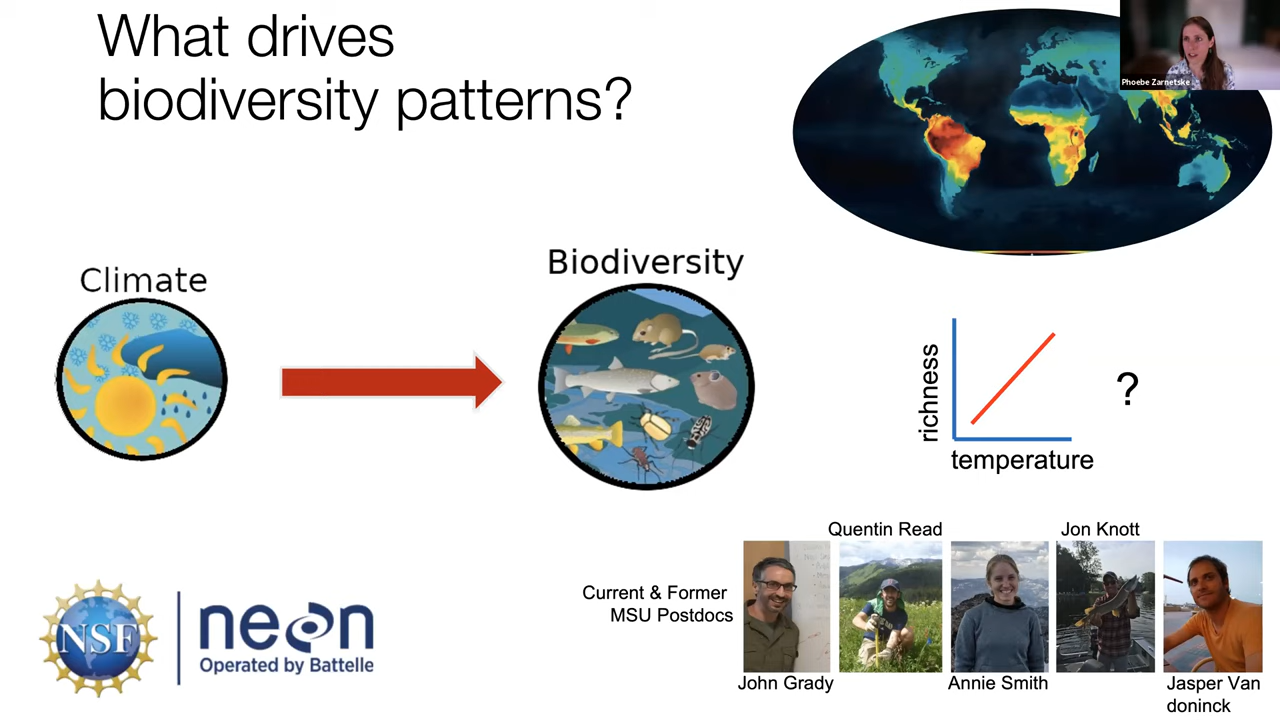 What drives
biodiversity patterns?
Phoebe Zarnetske
Climate
Biodiversity
richness
temperature
?
Quentin Read
Jon Knott
Current & Former
MSU Postdocs
John Grady
Annie Smith
Jasper Van
doninck
NSF
neon
Operated by Battelle